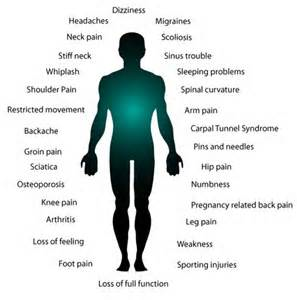 Dizziness
Headaches
Migraines
Neck pain
Scoliosis
Stiff neck
Sinus trouble
Whiplash
Sleeping problems
Shoulder Pain
Spinal curvature
Restricted movement
Arm pain
Backache
Carpal Tunnel Syndrome
Groin pain
Pins and needles
Sciatica
Hip pain
Osteoporosis
Numbness
Knee pain
Pregnancy related back pain
Arthritis
Leg pain
Loss of feeling
Weakness
Foot pain
Sporting injuries
Loss of full function